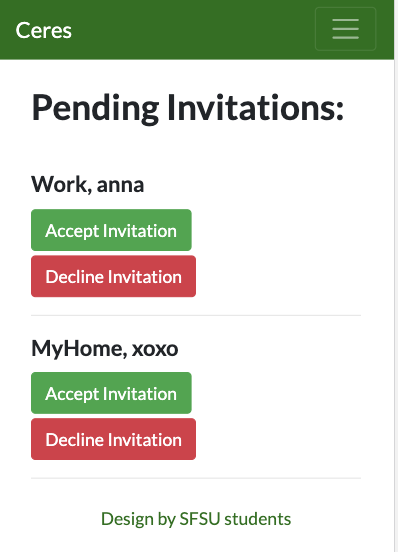 Ceres
Pending Invitations:
Work, anna
Accept Invitation
Decline Invitation
MyHome, xoxo
Accept Invitation
Decline Invitation
Design by SFSU students